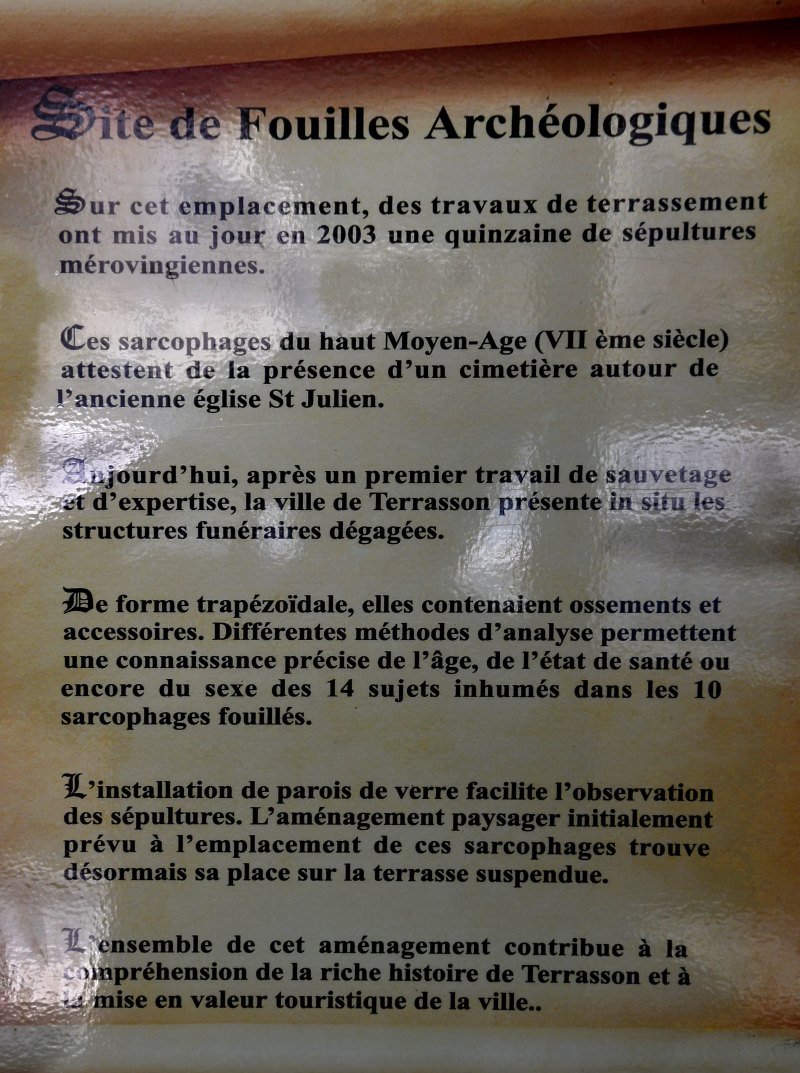 Site de Fouilles Archéologiques
Sur cet emplacement, des travaux de terrassement
ont mis au jour en 2003 une quinzaine de sépultures
mérovingiennes.
Ces sarcophages du haut Moyen-Age (VII ème siècle)
attestent de la présence d'un cimetière autour de
l'ancienne église St Julien.
Aujourd'hui, après un premier travail de sauvetage
et d'expertise, la ville de Terrasson présente in situ les
structures funéraires dégagées.
De forme trapézoïdale, elles contenaient ossements et
accessoires. Différentes méthodes d'analyse permettent
une connaissance précise de l'âge, de l'état de santé ou
encore du sexe des 14 sujets inhumés dans les 10
sarcophages fouillés.
L'installation de parois de verre facilite l'observation
des sépultures. L'aménagement paysager initialement
prévu à l'emplacement de ces sarcophages trouve
désormais sa place sur la terrasse suspendue.
L'ensemble de cet aménagement contribue à la
compréhension de la riche histoire de Terrasson et à
la mise en valeur touristique de la ville..